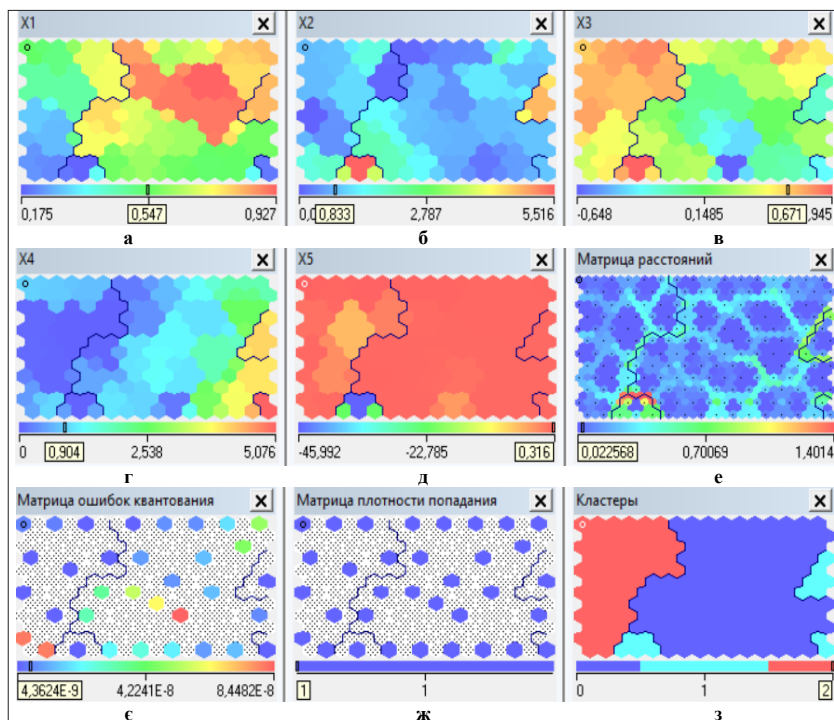 X1 X2 X3
0,175 0,547 0,927 0,0 0,833 2,787 5,516 -0,648 0,1485 0,671 ,945
а б в
X4 X5 Матрица расстояний
0 0,904 2,538 5,076 -45,992 -22,785 0,316 0,022568 0,70069 1,4014
г д е
Матрица ошибок квантования Матрица плотности попадания Кластеры
4,3624E-9 4,2241E-8 8,4482E-8 1 1 0 1 2
є ж з